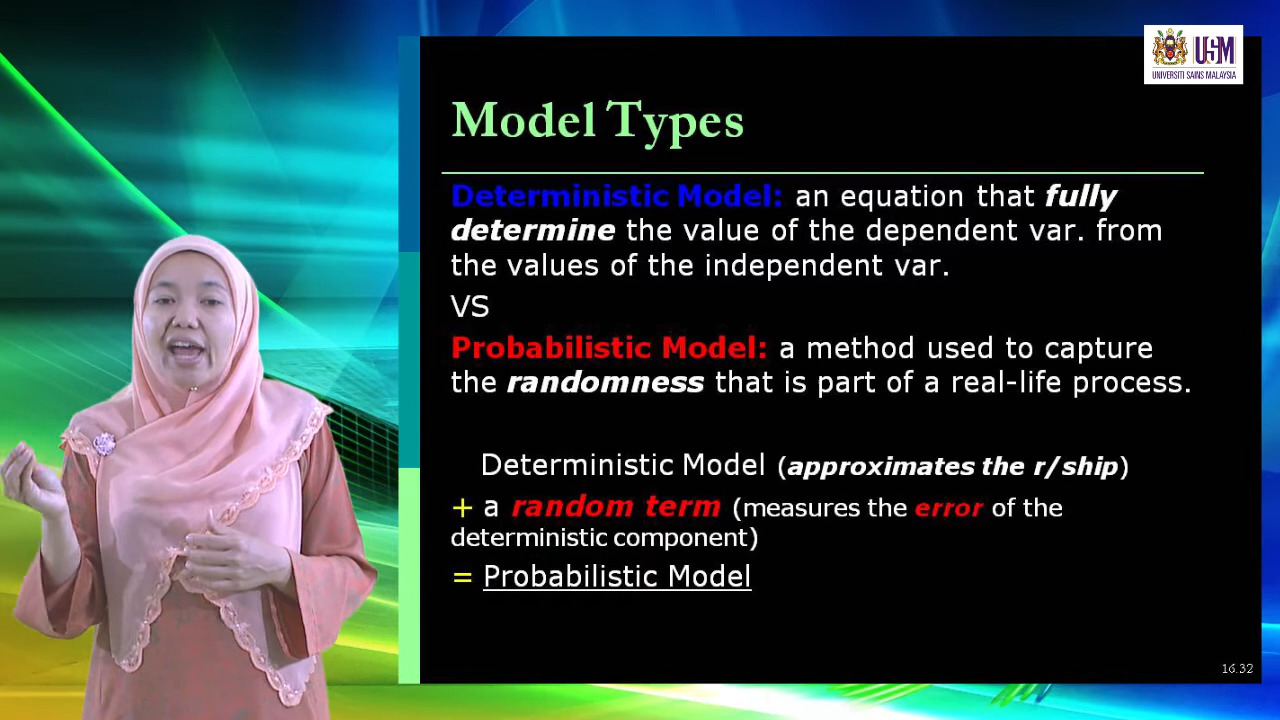 USM
UNIVERSITI SAINS MALAYSIA
Model Types
Deterministic Model: an equation that fully
determine the value of the dependent var. from
the values of the independent var.
VS
Probabilistic Model: a method used to capture
the randomness that is part of a real-life process.
Deterministic Model (approximates the r/ship)
+ a random term (measures the error of the
deterministic component)
= Probabilistic Model
16.32